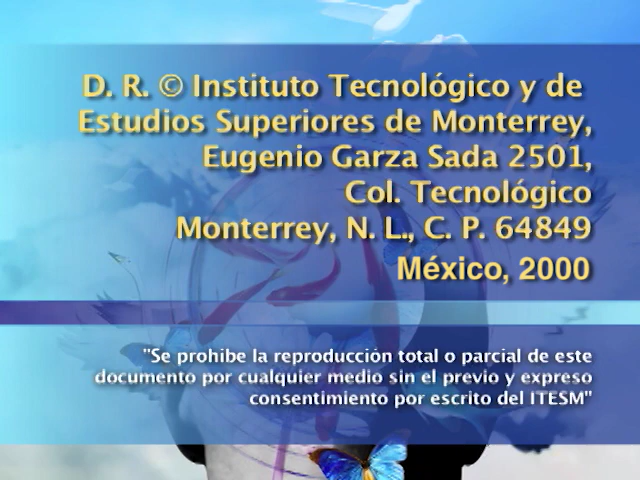 D. R. © Instituto Tecnológico y de
Estudios Superiores de Monterrey,
Eugenio Garza Sada 2501,
Col. Tecnológico
Monterrey, N. L., C. P. 64849
México, 2000
"Se prohibe la reproducción total o parcial de este
documento por cualquier medio sin el previo y expreso
consentimiento por escrito del ITESM"